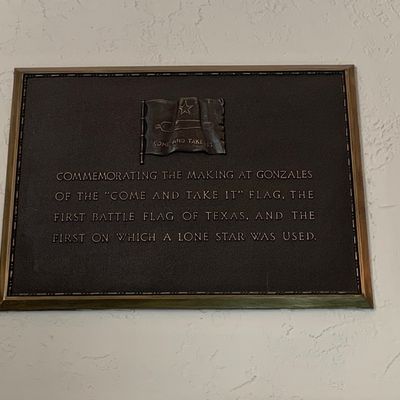 COME AND TAKE IT
COMMEMORATING THE MAKING AT GONZALES
OF THE "COME AND TAKE IT" FLAG, THE
FIRST BATTLE FLAG OF TEXAS, AND THE
FIRST ON WHICH A LONE STAR WAS USED.